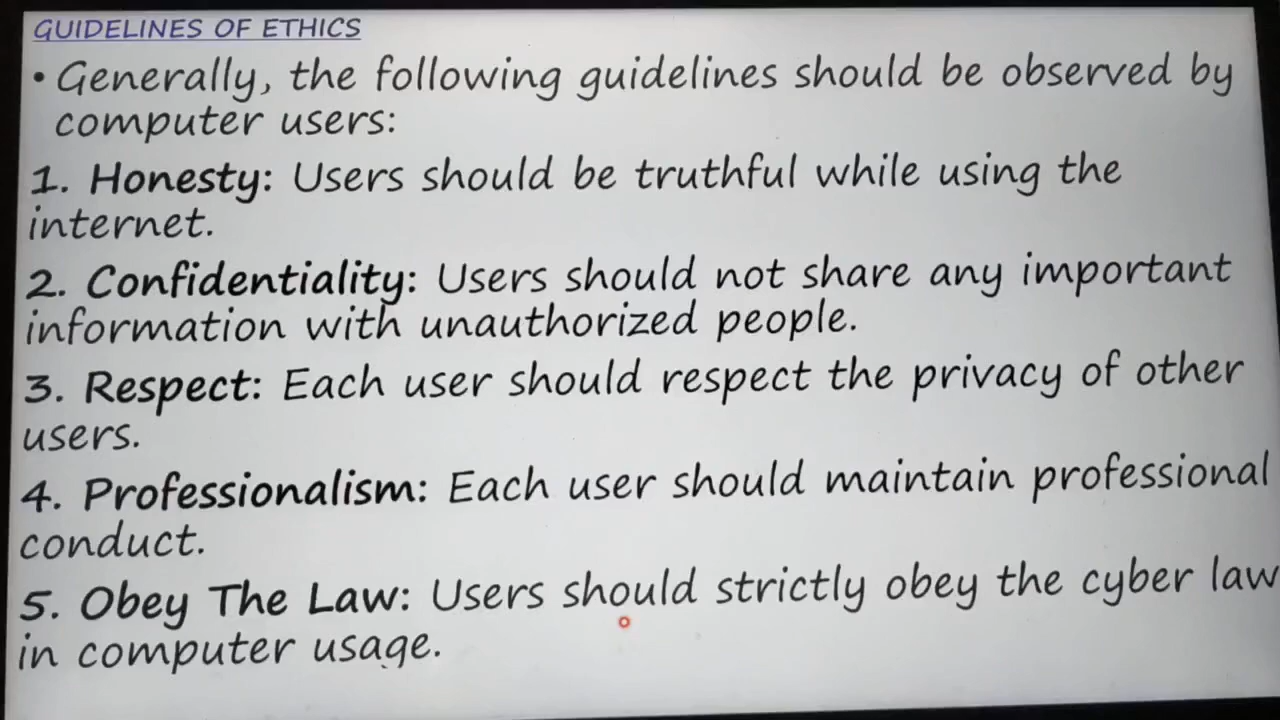 GUIDELINES OF ETHICS
• Generally, the following guidelines should be observed by
computer users:
1. Honesty: Users should be truthful while using the
internet.
2. Confidentiality: Users should not share any important
information with unauthorized people.
3. Respect: Each user should respect the privacy of other
users.
4. Professionalism: Each user should maintain professional
conduct.
5. Obey The Law: Users should strictly obey the cyber law
in computer usage.